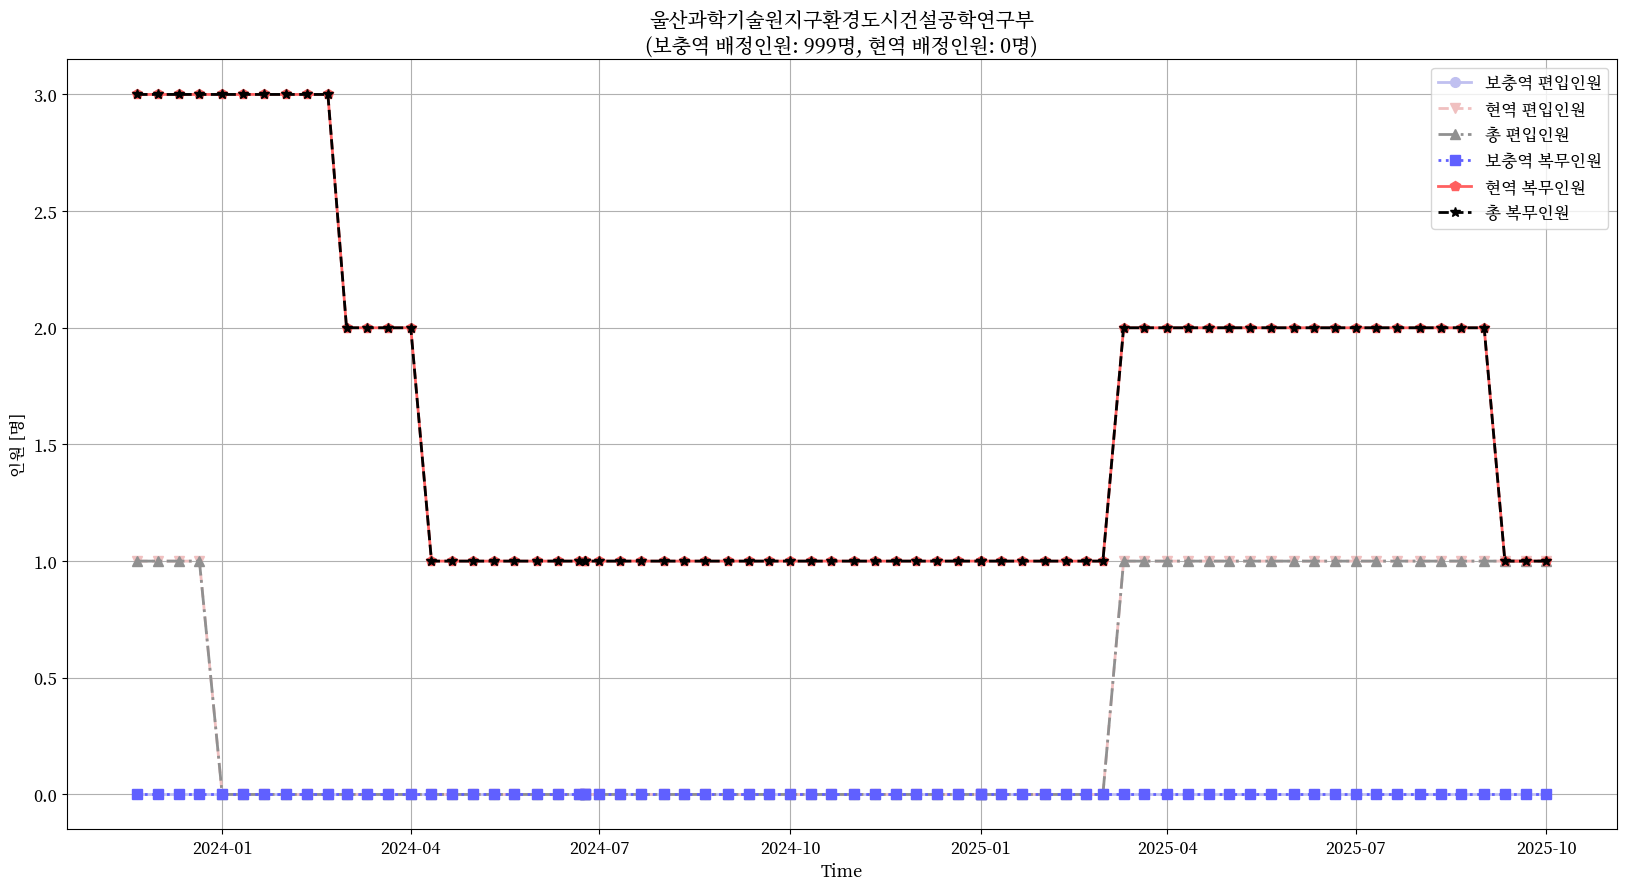 울산과학기술원지구환경도시건설공학연구부
(보충역 배정인원: 999명, 현역 배정인원: 0명)
보충역 편입인원
현역 편입인원
총 편입인원
보충역 복무인원
현역 복무인원
총 복무인원
인원 [명]
3.0
2.5
2.0
1.5
1.0
0.5
0.0
2024-01
2024-04
2024-07
2024-10
2025-01
2025-04
2025-07
2025-10
Time